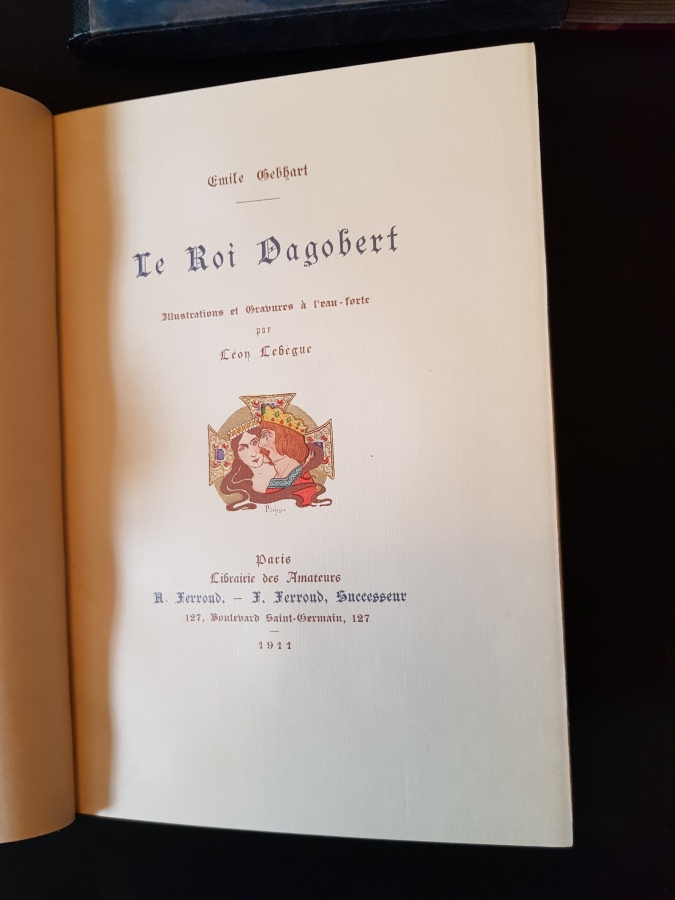 Emile Gebhart
Le Roi Dagobert
Illustrations et Gravures à l'eau-forte
par
Léon Lebègue
Paris
Librairie des Amateurs
A. Ferroud. — F. Ferroud, Successeur
127, Boulevard Saint-Germain, 127
1911